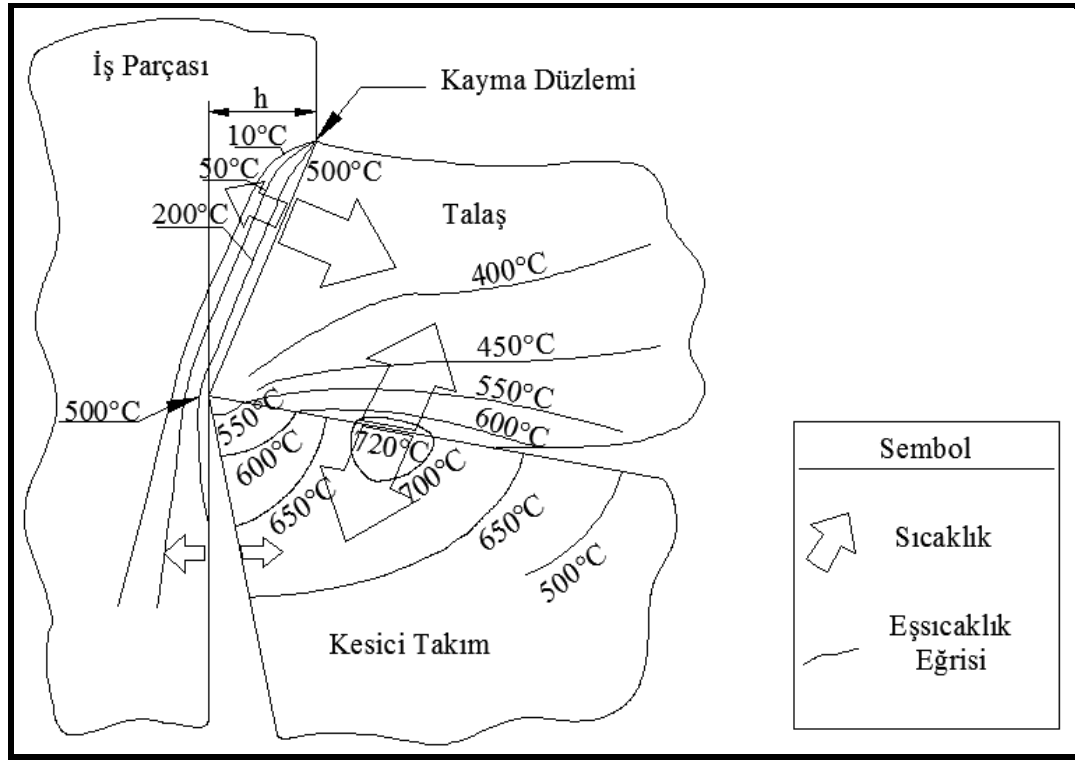 İş Parçası
Kayma Düzlemi
h
10°C
50°C
500°C
200°C
Talaş
400°C
450°C
550°C
600°C
500°C
550°C
600°C
650°C
720°C
700°C
650°C
500°C
Kesici Takım
Sembol
Sıcaklık
Eşsıcaklık
Eğrisi